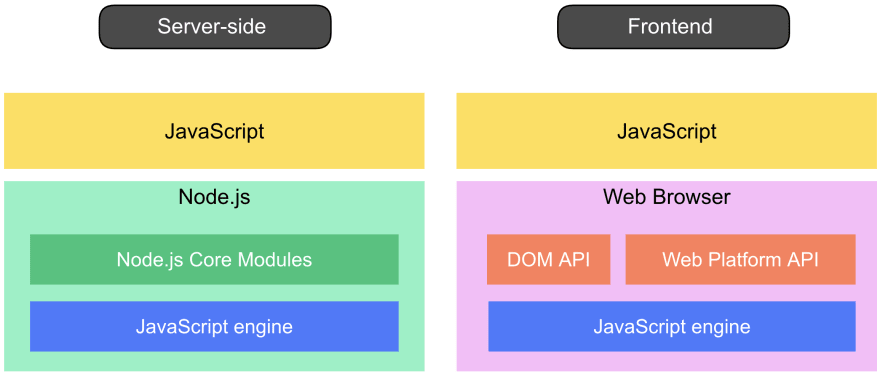 Server-side
Frontend
JavaScript
JavaScript
Node.js
Web Browser
Node.js Core Modules
DOM API
Web Platform API
JavaScript engine
JavaScript engine